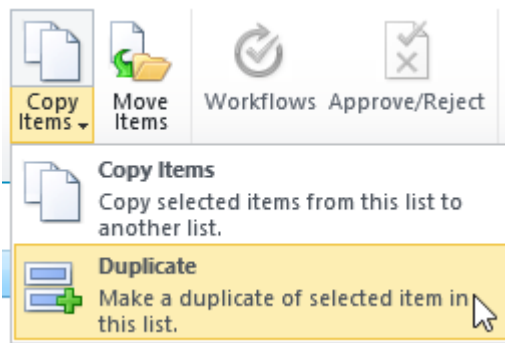 Copy Items
Move Items
Workflows
Approve/Reject
Copy Items
Copy selected items from this list to
another list.
Duplicate
Make a duplicate of selected item in
this list.